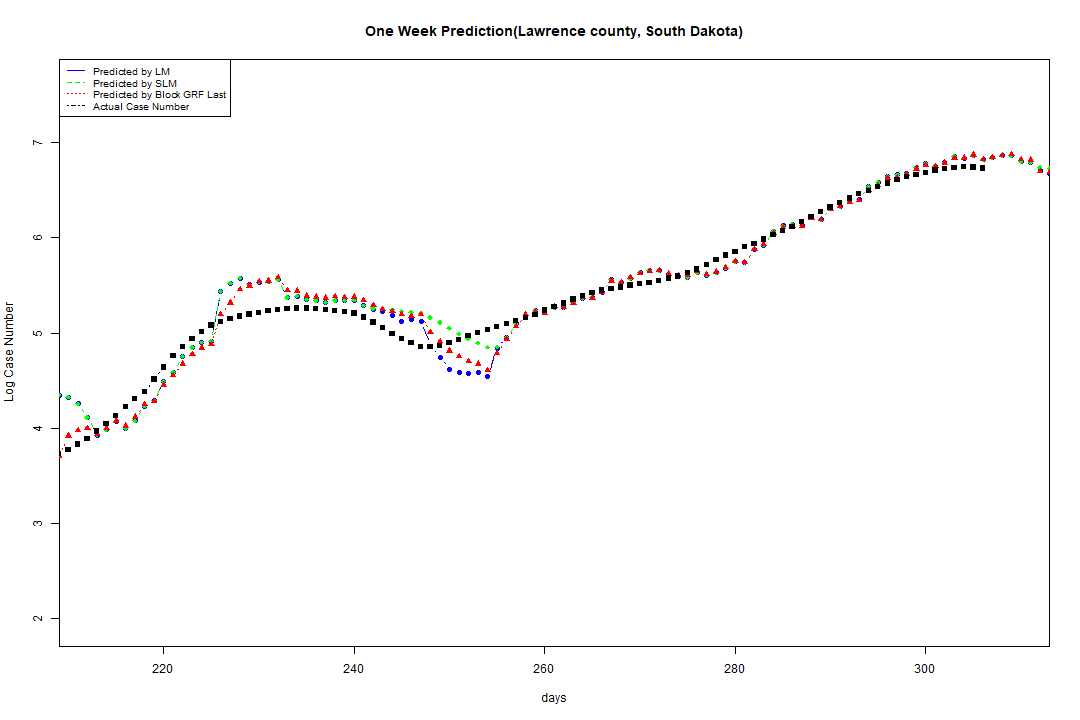 One Week Prediction(Lawrence county, South Dakota)
Predicted by LM
Predicted by SLM
Predicted by Block GRF Last
Actual Case Number
7
6
5
4
3
2
Log Case Number
220 240 260 280 300
days